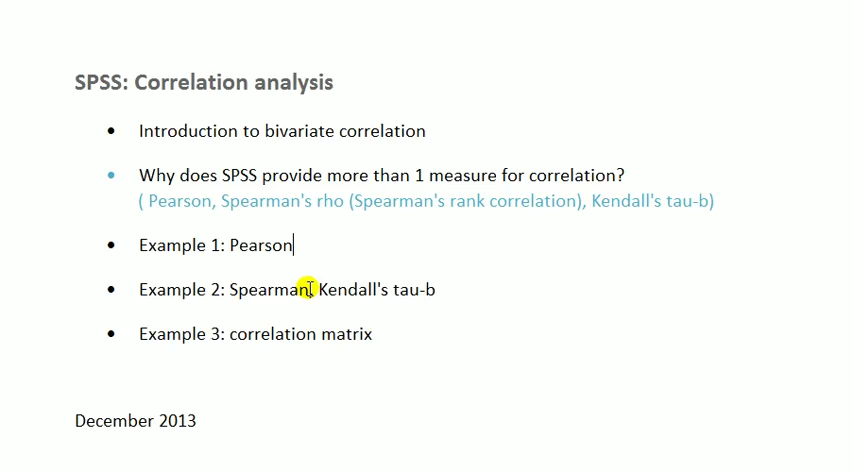 SPSS: Correlation analysis
• Introduction to bivariate correlation
• Why does SPSS provide more than 1 measure for correlation?
( Pearson, Spearman's rho (Spearman's rank correlation), Kendall's tau-b)
• Example 1: Pearson
• Example 2: Spearman, Kendall's tau-b
• Example 3: correlation matrix
December 2013